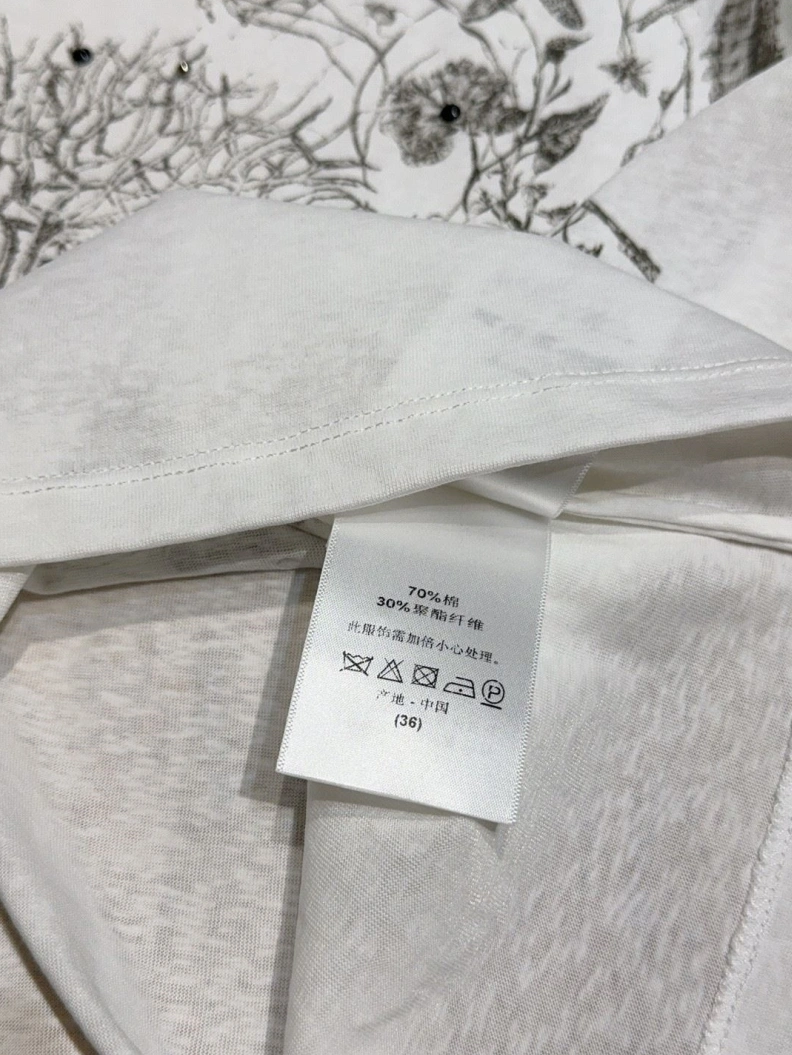 70%棉
30%聚酯纤维
此服饰需加倍小心处理。
P
产地 - 中国
(36)